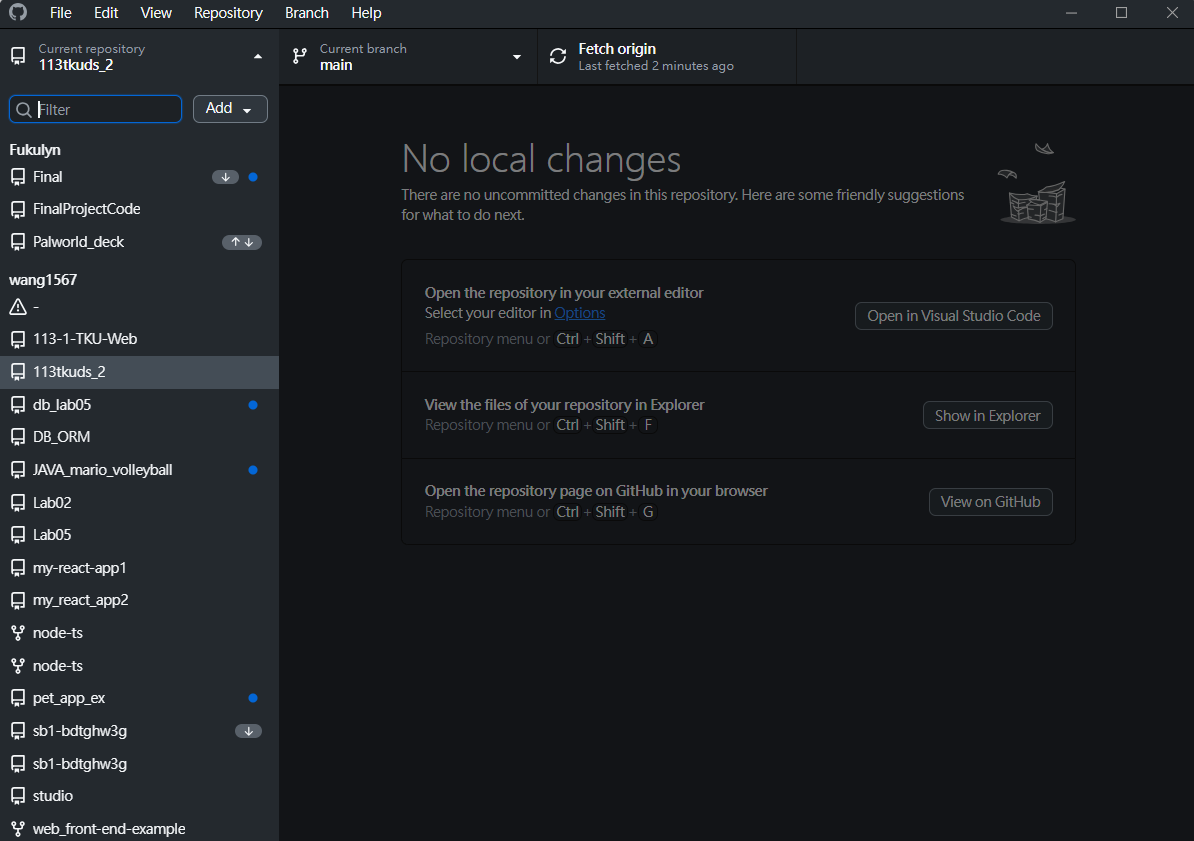 File Edit View Repository Branch Help
Current repository
113tkuds_2
Current branch
main
Fetch origin
Last fetched 2 minutes ago
Filter
Add
Fukulyn
Final
FinalProjectCode
Palworld_deck
wang1567
-
113-1-TKU-Web
113tkuds_2
db_lab05
DB_ORM
JAVA_mario_volleyball
Lab02
Lab05
my-react-app1
my_react_app2
node-ts
node-ts
pet_app_ex
sb1-bdtghw3g
sb1-bdtghw3g
studio
web_front-end-example
No local changes
There are no uncommitted changes in this repository. Here are some friendly suggestions
for what to do next.
Open the repository in your external editor
Select your editor in Options
Repository menu or Ctrl + Shift + A
Open in Visual Studio Code
View the files of your repository in Explorer
Repository menu or Ctrl + Shift + F
Show in Explorer
Open the repository page on GitHub in your browser
Repository menu or Ctrl + Shift + G
View on GitHub